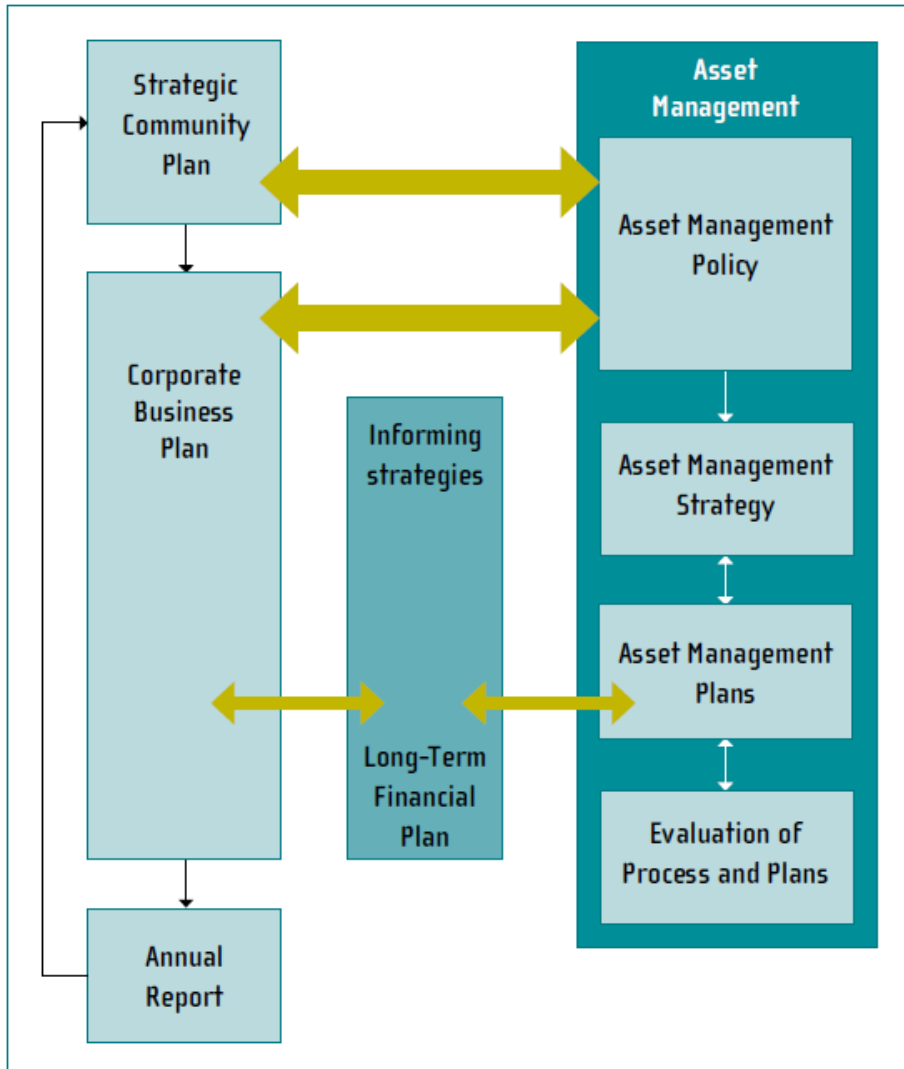 Strategic
Community
Plan
Corporate
Business
Plan
Annual
Report
Informing
strategies
Long-Term
Financial
Plan
Asset
Management
Asset Management
Policy
Asset Management
Strategy
Asset Management
Plans
Evaluation of
Process and Plans